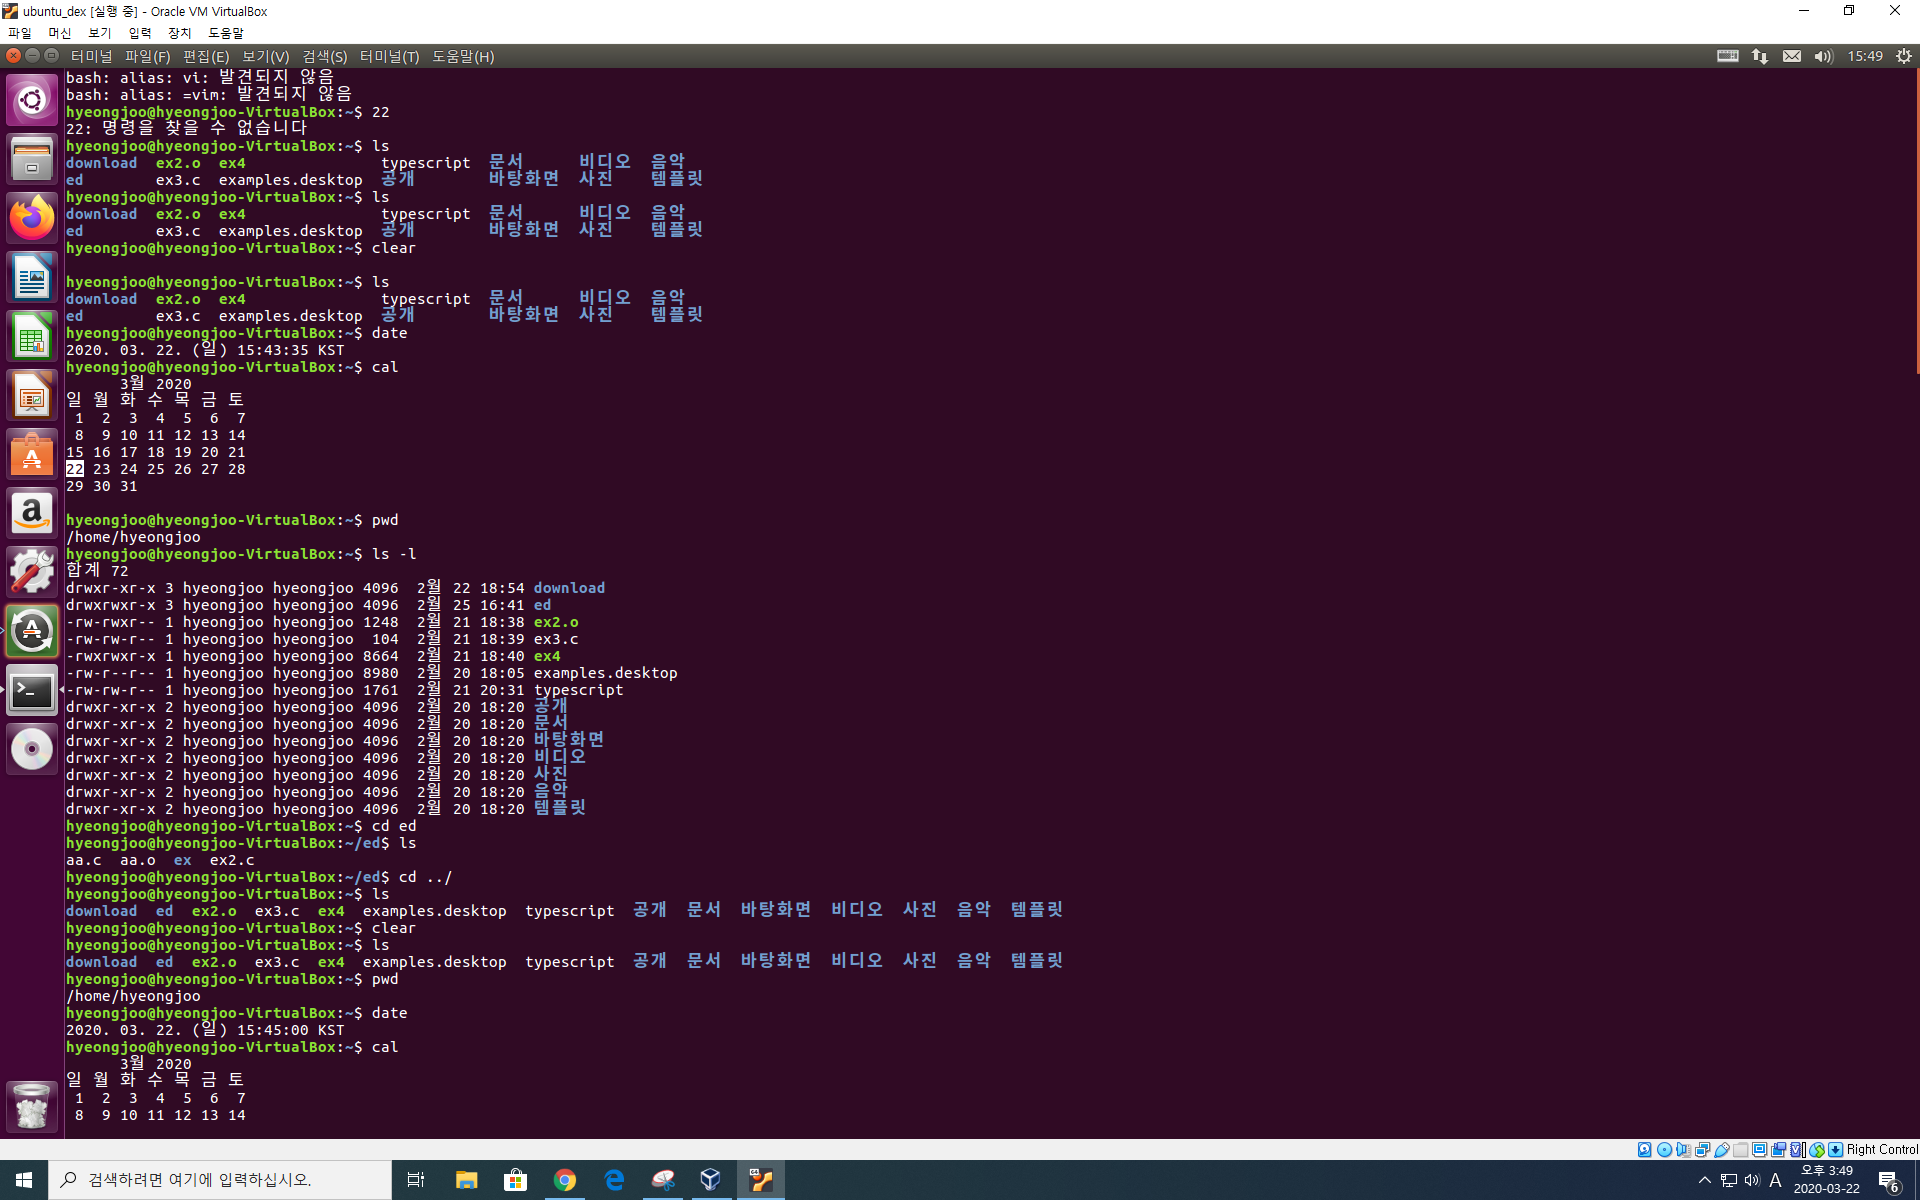 ubuntu_dex [실행 중] - Oracle VM VirtualBox
파일 머신 보기 입력 장치 도움말
터미널 파일(F) 편집(E) 보기(V) 검색(S) 터미널(T) 도움말(H) 15:49
bash: alias: vi: 발견되지 않음
bash: alias: =vim: 발견되지 않음
hyeongjoo@hyeongjoo-VirtualBox:~$ 22
22: 명령을 찾을 수 없습니다
hyeongjoo@hyeongjoo-VirtualBox:~$ ls
download ex2.o ex4 typescript 문서 비디오 음악
ed ex3.c examples.desktop 공개 바탕화면 사진 템플릿
hyeongjoo@hyeongjoo-VirtualBox:~$ ls
download ex2.o ex4 typescript 문서 비디오 음악
ed ex3.c examples.desktop 공개 바탕화면 사진 템플릿
hyeongjoo@hyeongjoo-VirtualBox:~$ clear
hyeongjoo@hyeongjoo-VirtualBox:~$ ls
download ex2.o ex4 typescript 문서 비디오 음악
ed ex3.c examples.desktop 공개 바탕화면 사진 템플릿
hyeongjoo@hyeongjoo-VirtualBox:~$ date
2020. 03. 22. (일) 15:43:35 KST
hyeongjoo@hyeongjoo-VirtualBox:~$ cal
3월 2020
일 월 화 수 목 금 토
1 2 3 4 5 6 7
8 9 10 11 12 13 14
15 16 17 18 19 20 21
22 23 24 25 26 27 28
29 30 31
hyeongjoo@hyeongjoo-VirtualBox:~$ pwd
/home/hyeongjoo
hyeongjoo@hyeongjoo-VirtualBox:~$ ls -l
합계 72
drwxr-xr-x 3 hyeongjoo hyeongjoo 4096 2월 22 18:54 download
drwxrwxr-x 3 hyeongjoo hyeongjoo 4096 2월 25 16:41 ed
-rw-rwxr-- 1 hyeongjoo hyeongjoo 1248 2월 21 18:38 ex2.o
-rw-rw-r-- 1 hyeongjoo hyeongjoo 104 2월 21 18:39 ex3.c
-rwxrwxr-x 1 hyeongjoo hyeongjoo 8664 2월 21 18:40 ex4
-rw-r--r-- 1 hyeongjoo hyeongjoo 8980 2월 20 18:05 examples.desktop
-rw-rw-r-- 1 hyeongjoo hyeongjoo 1761 2월 21 20:31 typescript
drwxr-xr-x 2 hyeongjoo hyeongjoo 4096 2월 20 18:20 공개
drwxr-xr-x 2 hyeongjoo hyeongjoo 4096 2월 20 18:20 문서
drwxr-xr-x 2 hyeongjoo hyeongjoo 4096 2월 20 18:20 바탕화면
drwxr-xr-x 2 hyeongjoo hyeongjoo 4096 2월 20 18:20 비디오
drwxr-xr-x 2 hyeongjoo hyeongjoo 4096 2월 20 18:20 사진
drwxr-xr-x 2 hyeongjoo hyeongjoo 4096 2월 20 18:20 음악
drwxr-xr-x 2 hyeongjoo hyeongjoo 4096 2월 20 18:20 템플릿
hyeongjoo@hyeongjoo-VirtualBox:~$ cd ed
hyeongjoo@hyeongjoo-VirtualBox:~/ed$ ls
aa.c aa.o ex ex2.c
hyeongjoo@hyeongjoo-VirtualBox:~/ed$ cd ../
hyeongjoo@hyeongjoo-VirtualBox:~$ ls
download ed ex2.o ex3.c ex4 examples.desktop typescript 공개 문서 바탕화면 비디오 사진 음악 템플릿
hyeongjoo@hyeongjoo-VirtualBox:~$ clear
hyeongjoo@hyeongjoo-VirtualBox:~$ ls
download ed ex2.o ex3.c ex4 examples.desktop typescript 공개 문서 바탕화면 비디오 사진 음악 템플릿
hyeongjoo@hyeongjoo-VirtualBox:~$ pwd
/home/hyeongjoo
hyeongjoo@hyeongjoo-VirtualBox:~$ date
2020. 03. 22. (일) 15:45:00 KST
hyeongjoo@hyeongjoo-VirtualBox:~$ cal
3월 2020
일 월 화 수 목 금 토
1 2 3 4 5 6 7
8 9 10 11 12 13 14
Right Control
검색하려면 여기에 입력하십시오. A 오후 3:49
2020-03-22 6